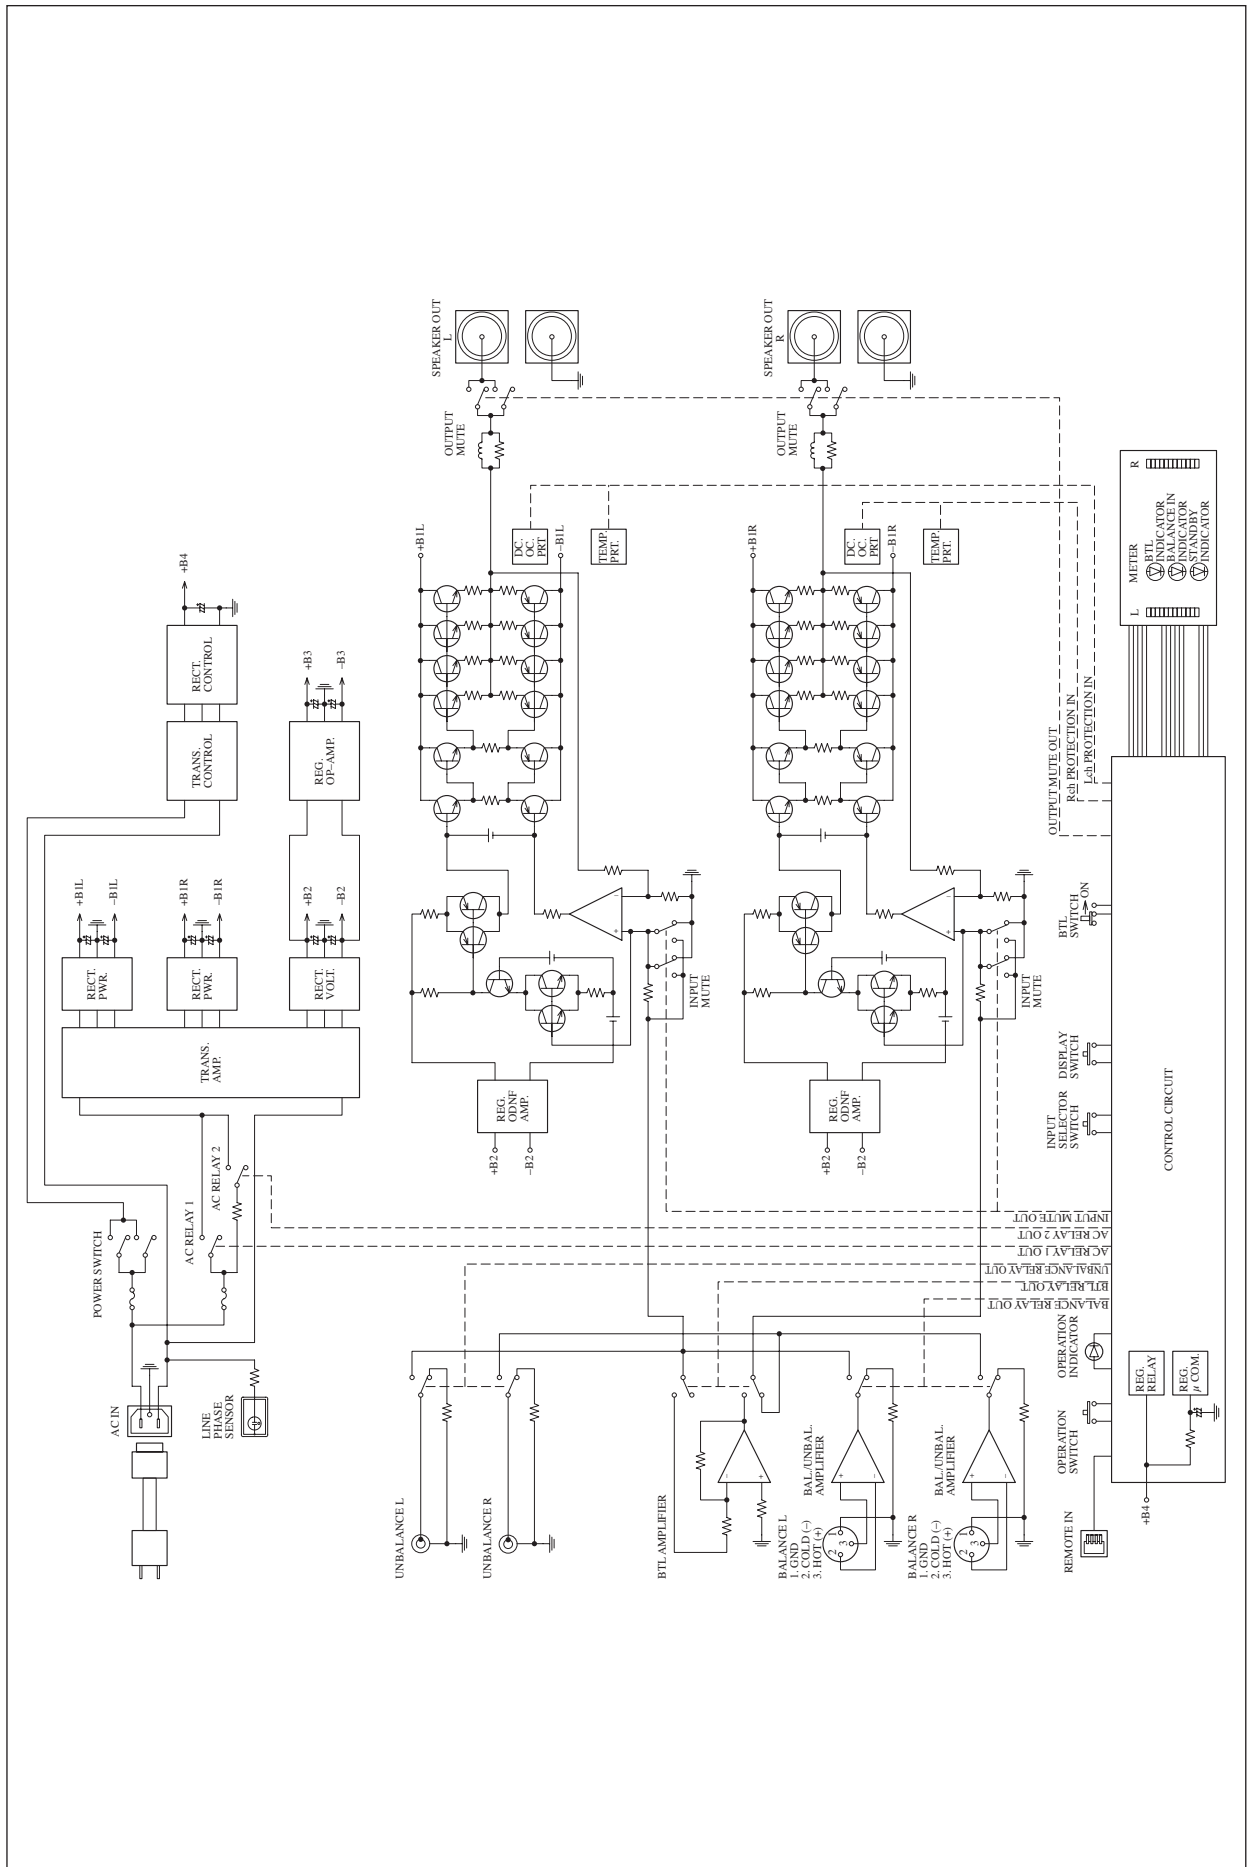 AC IN
LINE
PHASE
SENSOR
POWER SWITCH
AC RELAY 1
AC RELAY 2
TRANS.
AMP.
RECT.
PWR.
+B1L
−B1L
RECT.
PWR.
+B1R
−B1R
RECT.
VOLT.
+B2
−B2
TRANS.
CONTROL
RECT.
CONTROL
+B4
REG.
OP−AMP.
+B3
−B3
UNBALANCE L
UNBALANCE R
+B2
−B2
REG.
ODNF
AMP.
INPUT
MUTE
+
−
+B1L
−B1L
DC.
OC.
PRT
TEMP.
PRT.
OUTPUT
MUTE
SPEAKER OUT
L
BTL AMPLIFIER
−
+
BALANCE L
1. GND
2. COLD (−)
3. HOT (+)
2
3
1
BAL./UNBAL.
AMPLIFIER
+
−
BALANCE R
1. GND
2. COLD (−)
3. HOT (+)
2
3
1
BAL./UNBAL.
AMPLIFIER
+
−
+B2
−B2
REG.
ODNF
AMP.
INPUT
MUTE
+
−
+B1R
−B1R
DC.
OC.
PRT
TEMP.
PRT.
OUTPUT
MUTE
SPEAKER OUT
R
BALANCE RELAY OUT
BTL RELAY OUT
UNBALANCE RELAY OUT
AC RELAY 1 OUT
AC RELAY 2 OUT
INPUT MUTE OUT
OUTPUT MUTE OUT
Rch PROTECTION IN
Lch PROTECTION IN
REMOTE IN
OPERATION
SWITCH
OPERATION
INDICATOR
INPUT
SELECTOR
SWITCH
DISPLAY
SWITCH
BTL
SWITCH
ON
+B4
REG.
RELAY
REG.
μ COM.
CONTROL CIRCUIT
METER
L
R
BTL
INDICATOR
BALANCE IN
INDICATOR
STANDBY
INDICATOR